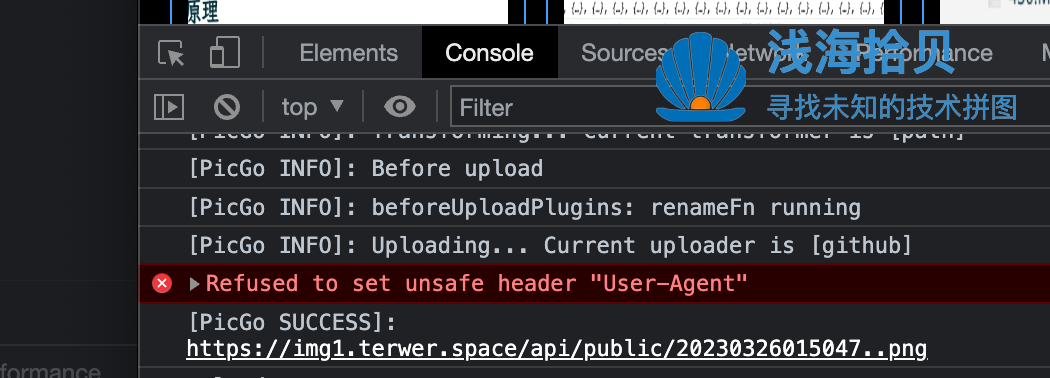 原理
{…}, {…}, {…}, {…}, {…}, {…}, {…}, {…}, {…}, {…}, {…}, {…}, {…}
Elements Console Sources Network Performance M
浅海拾贝
top Filter
寻找未知的技术拼图
[PicGo INFO]: Transforming... Current transformer is [path]
[PicGo INFO]: Before upload
[PicGo INFO]: beforeUploadPlugins: renameFn running
[PicGo INFO]: Uploading... Current uploader is [github]
Refused to set unsafe header "User-Agent"
[PicGo SUCCESS]:
https://img1.terwer.space/api/public/20230326015047..png
formance